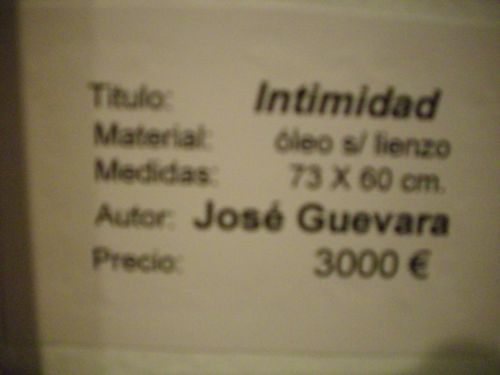 Titulo: Intimidad
Material: óleo s/ lienzo
Medidas: 73 X 60 cm.
Autor: José Guevara
Precio: 3000 €